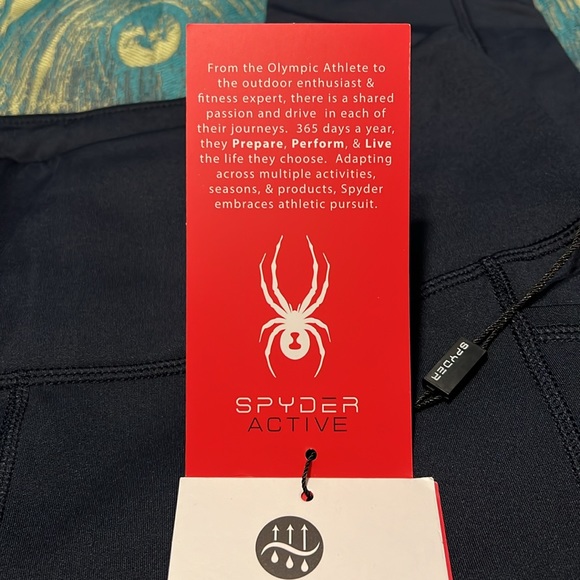 From the Olympic Athlete to
the outdoor enthusiast &
fitness expert, there is a shared
passion and drive in each of
their journeys. 365 days a year,
they Prepare, Perform, & Live
the life they choose. Adapting
across multiple activities,
seasons, & products, Spyder
embraces athletic pursuit.
SPYDER
ACTIVE
SPYDER